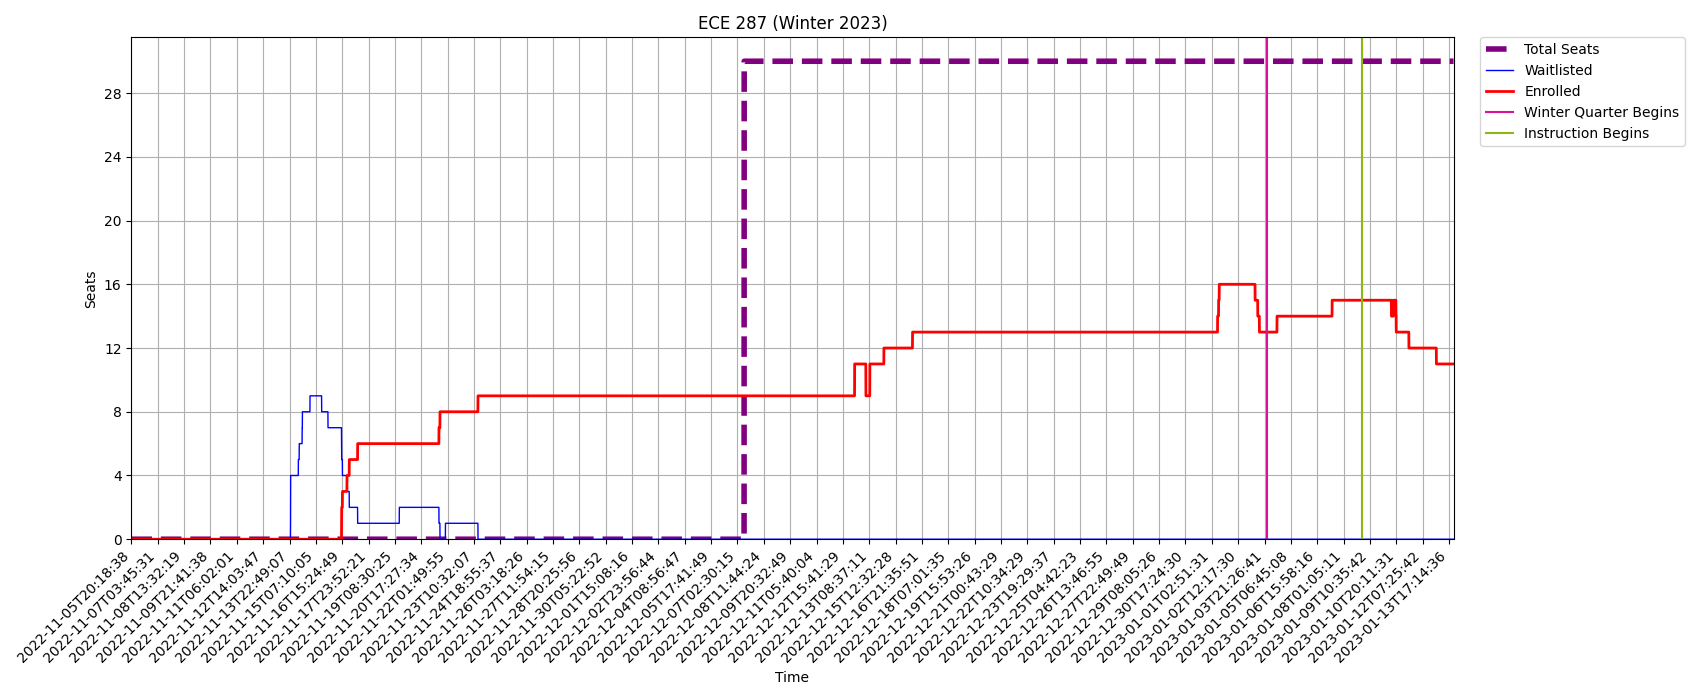 ECE 287 (Winter 2023)
Total Seats
Waitlisted
Enrolled
Winter Quarter Begins
Instruction Begins
Seats
28
24
20
16
12
8
4
0
2022-11-05T20:18:38
2022-11-07T03:45:31
2022-11-08T13:32:19
2022-11-09T21:41:38
2022-11-11T06:02:01
2022-11-12T14:03:47
2022-11-13T22:49:07
2022-11-15T07:10:05
2022-11-16T15:24:49
2022-11-17T23:52:21
2022-11-19T08:30:25
2022-11-20T17:27:34
2022-11-22T01:49:55
2022-11-23T10:32:07
2022-11-24T18:55:37
2022-11-26T03:18:26
2022-11-27T11:54:15
2022-11-28T20:25:56
2022-11-30T05:22:52
2022-12-01T15:08:16
2022-12-02T23:56:44
2022-12-04T08:56:47
2022-12-05T17:41:49
2022-12-07T02:30:15
2022-12-08T11:44:24
2022-12-09T20:32:49
2022-12-11T05:40:04
2022-12-12T15:41:29
2022-12-13T08:37:11
2022-12-15T12:32:28
2022-12-16T21:35:51
2022-12-18T07:01:35
2022-12-19T15:53:26
2022-12-21T00:43:29
2022-12-22T10:34:29
2022-12-23T19:29:37
2022-12-25T04:42:23
2022-12-26T13:46:55
2022-12-27T22:49:49
2022-12-29T08:05:26
2022-12-30T17:24:30
2023-01-01T02:51:31
2023-01-02T12:17:30
2023-01-03T21:26:41
2023-01-05T06:45:08
2023-01-06T15:58:16
2023-01-08T01:05:11
2023-01-09T10:35:42
2023-01-10T20:11:31
2023-01-12T07:25:42
2023-01-13T17:14:36
Time